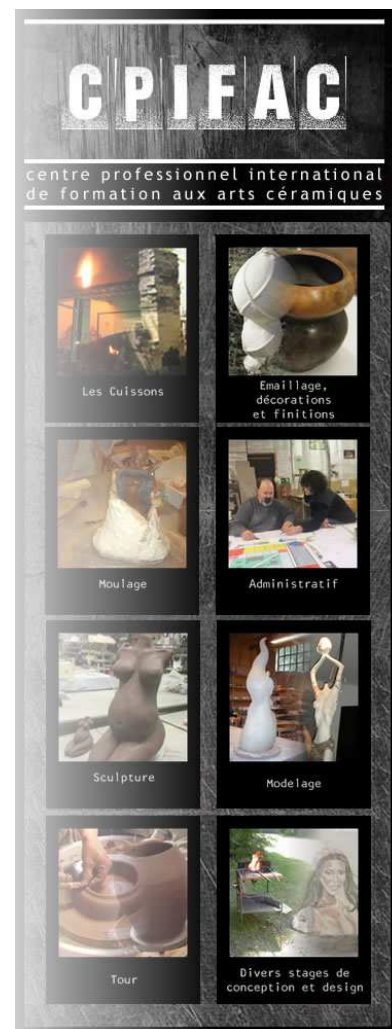 CPIFAC
centre professionnel international
de formation aux arts céramiques
Les Cuissons
Emaillage,
décorations
et finitions
Moulage
Administratif
Sculpture
Modelage
Tour
Divers stages de
conception et design